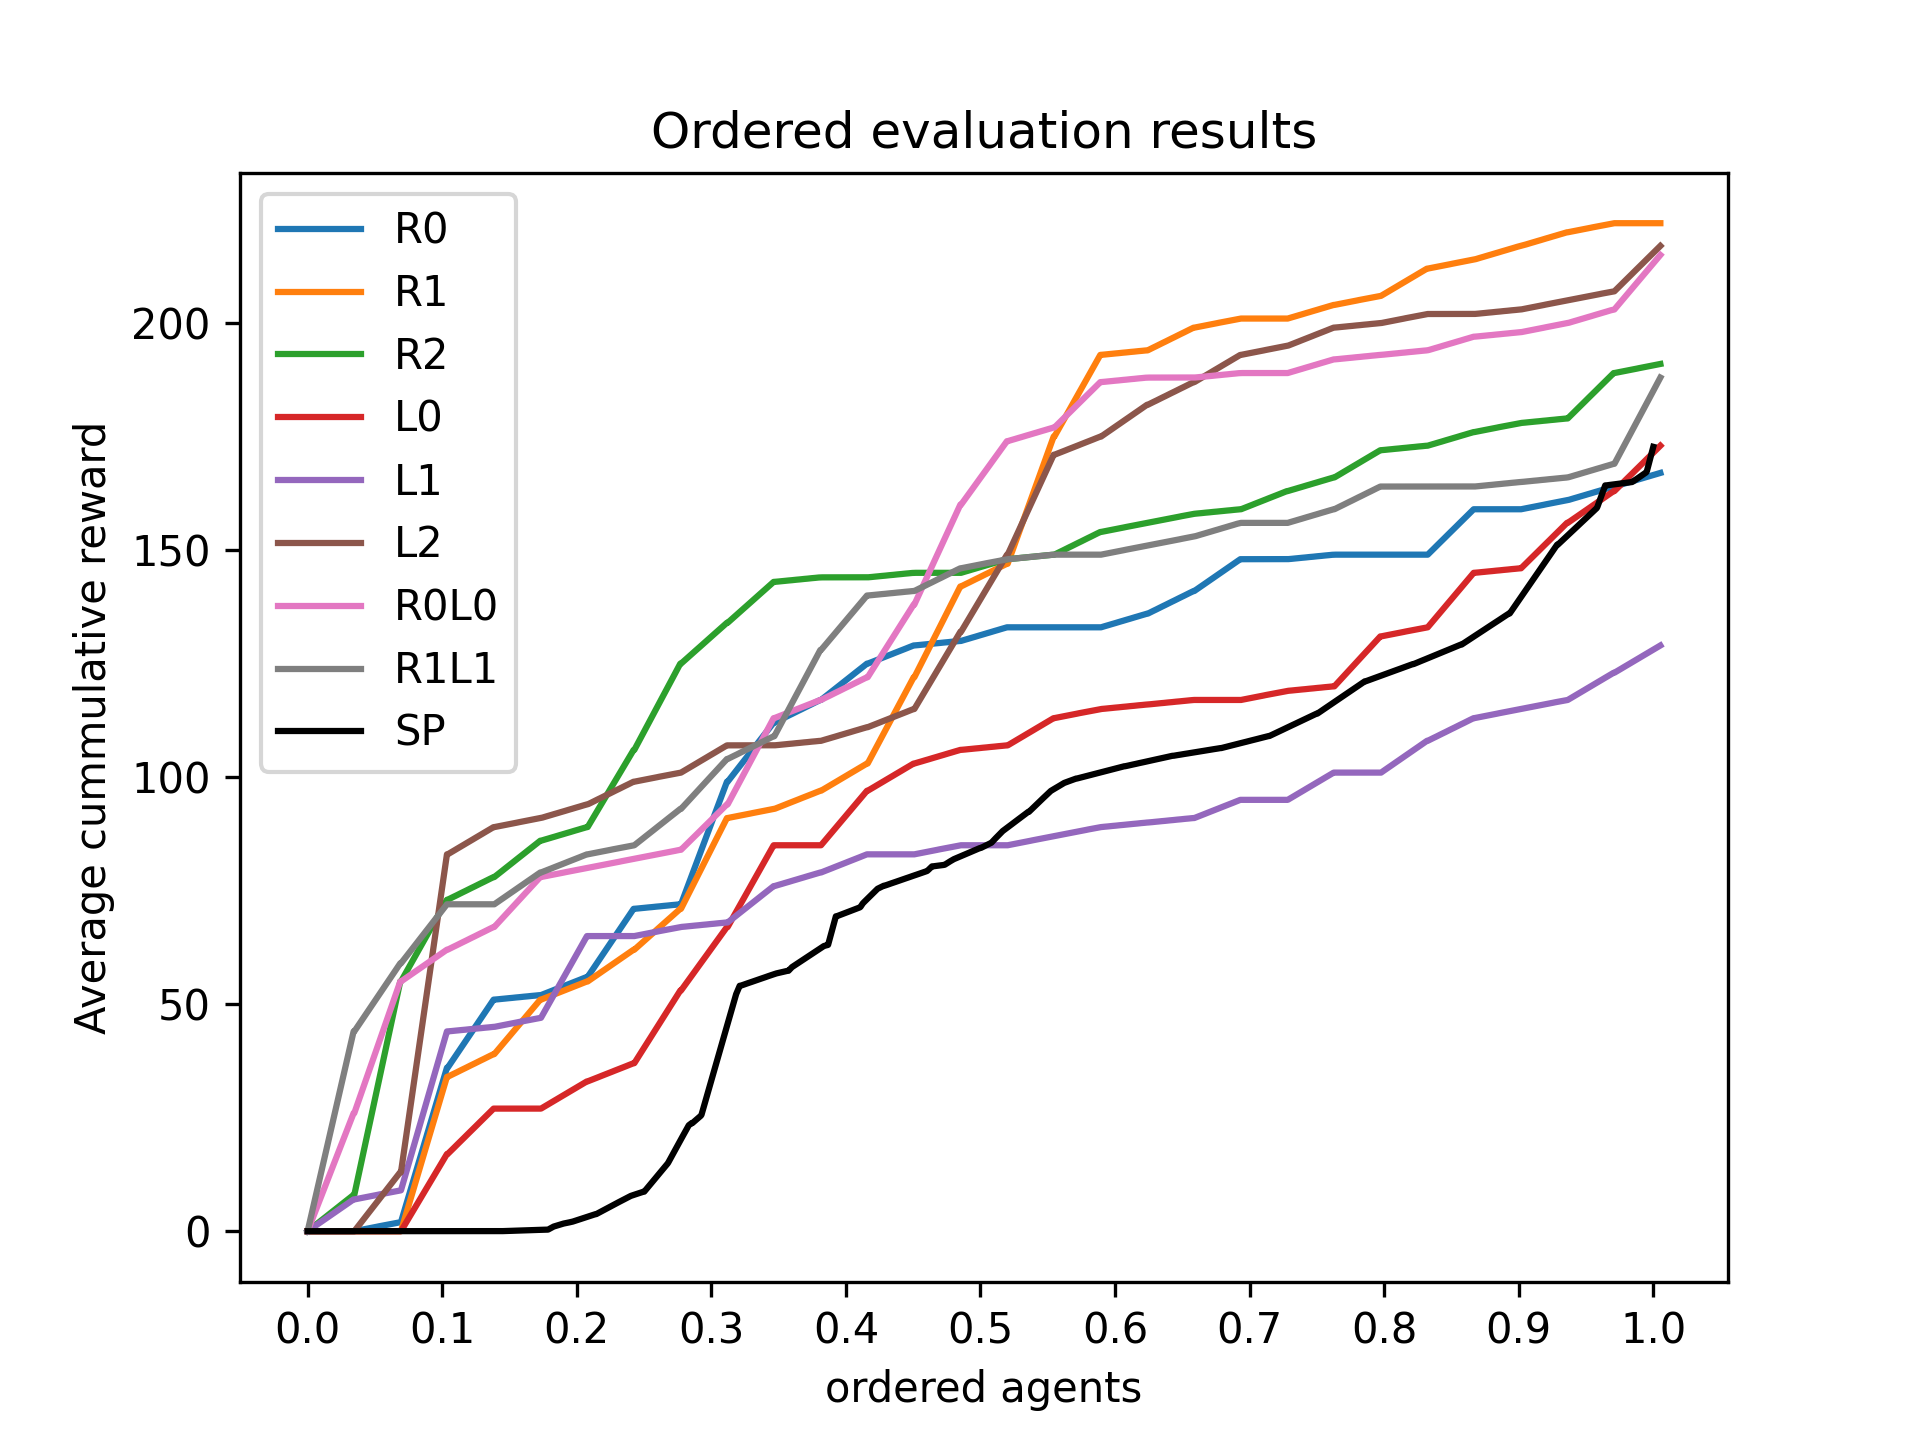 Ordered evaluation results
R0
R1
R2
L0
L1
L2
R0L0
R1L1
SP
Average cummulative reward
200
150
100
50
0
0.0 0.1 0.2 0.3 0.4 0.5 0.6 0.7 0.8 0.9 1.0
ordered agents